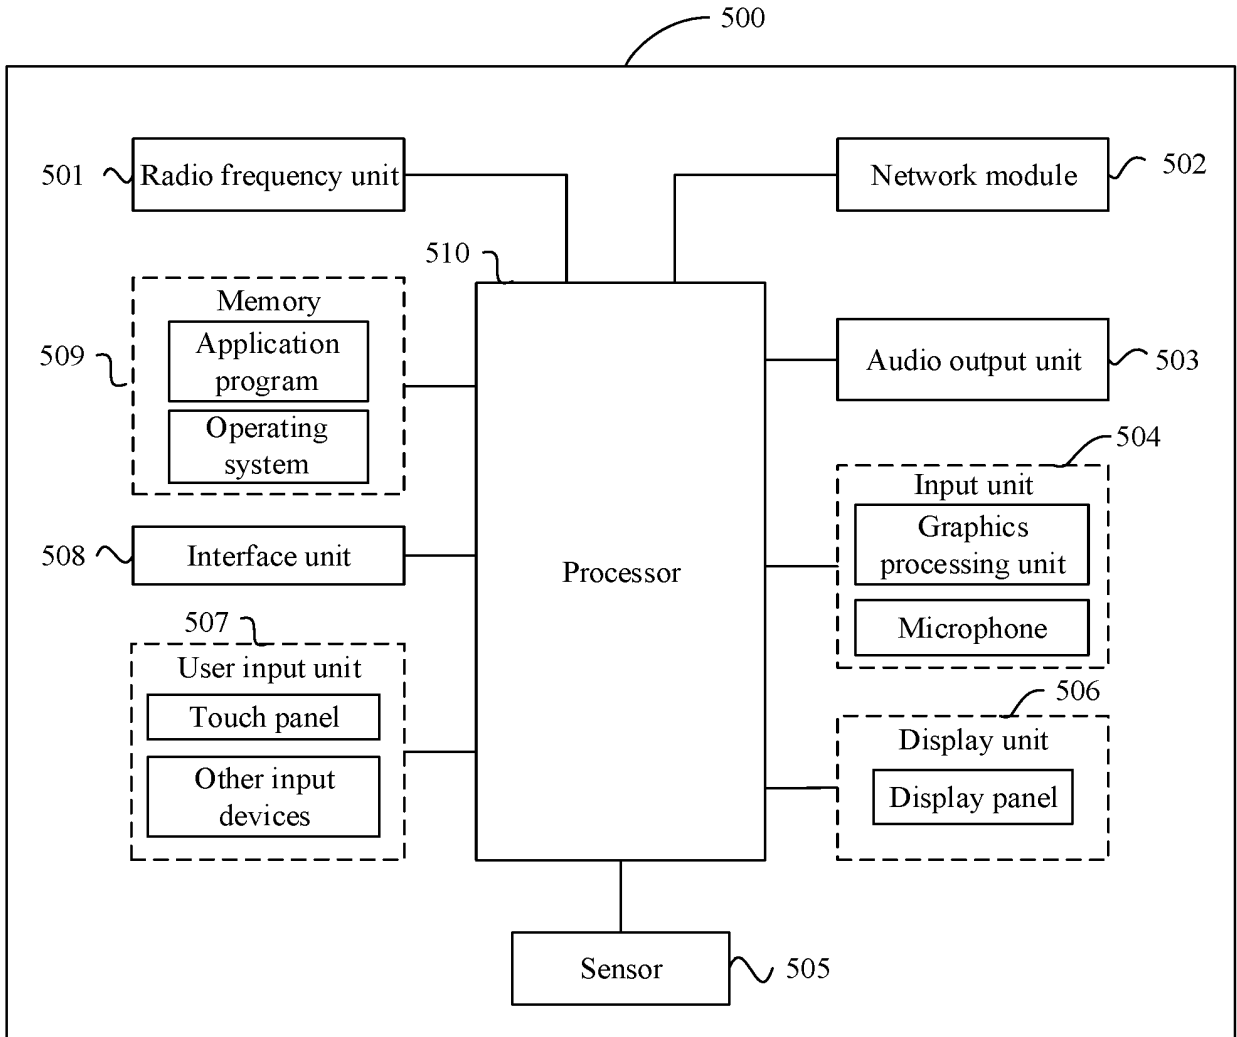 500
501
Radio frequency unit
Network module
502
510
Memory
Application
program
Operating
system
509
Audio output unit
503
504
Input unit
Graphics
processing unit
Microphone
508
Interface unit
Processor
507
User input unit
Touch panel
Other input
devices
506
Display unit
Display panel
Sensor
505